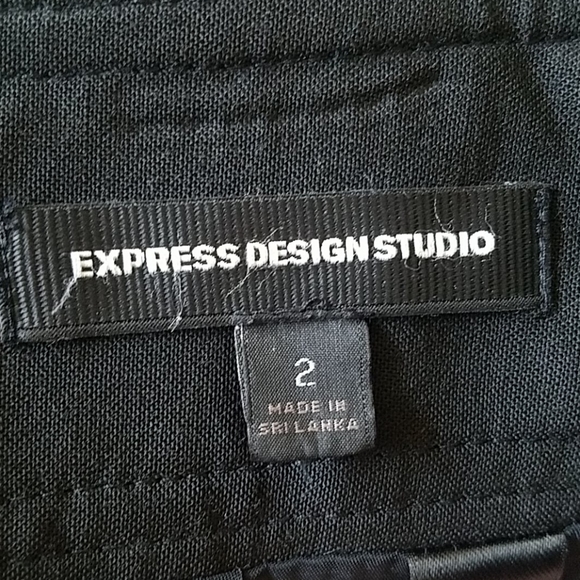 EXPRESS DESIGN STUDIO
2
MADE IN
SRI LANKA